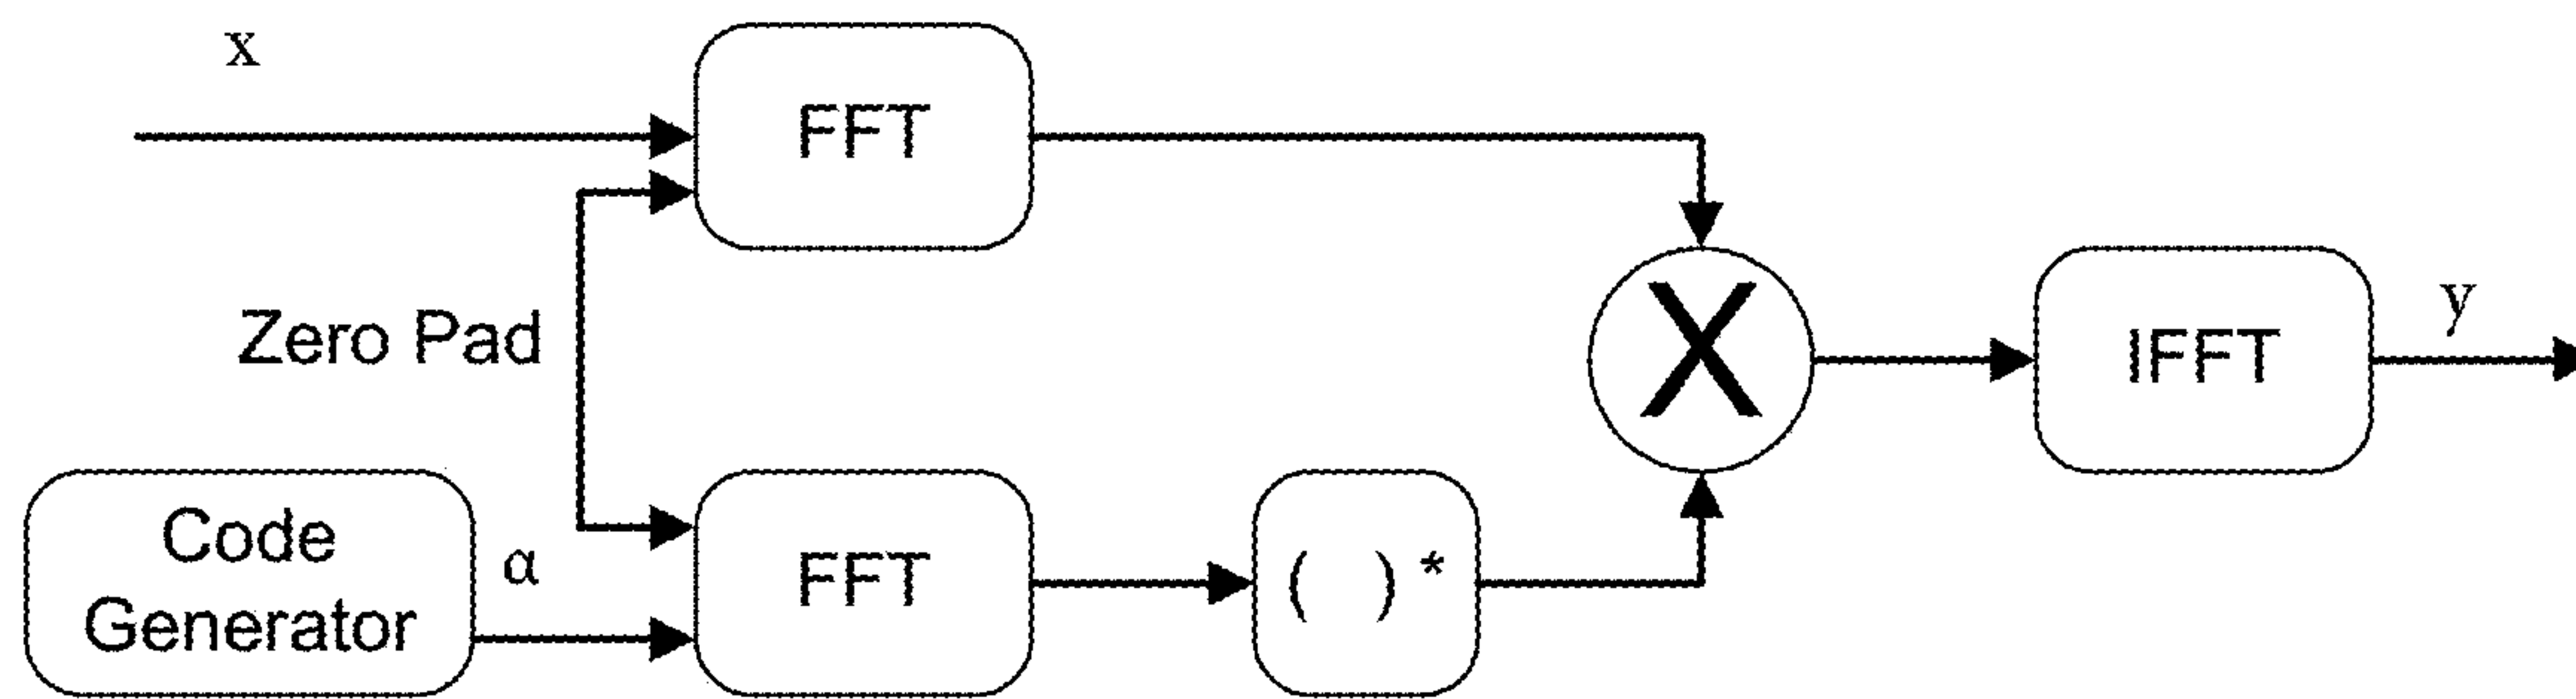 x
FFT
Zero Pad
X
IFFT
y
Code
Generator
α
FFT
( ) *